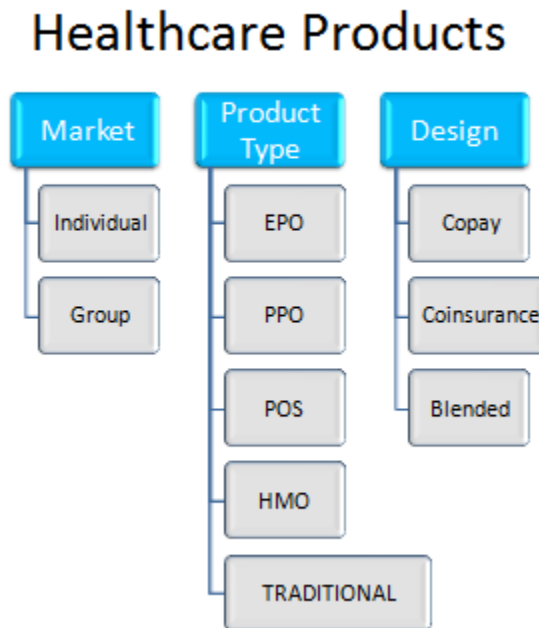 Healthcare Products
Market
Individual
Group
Product
Type
EPO
PPO
POS
HMO
TRADITIONAL
Design
Copay
Coinsurance
Blended